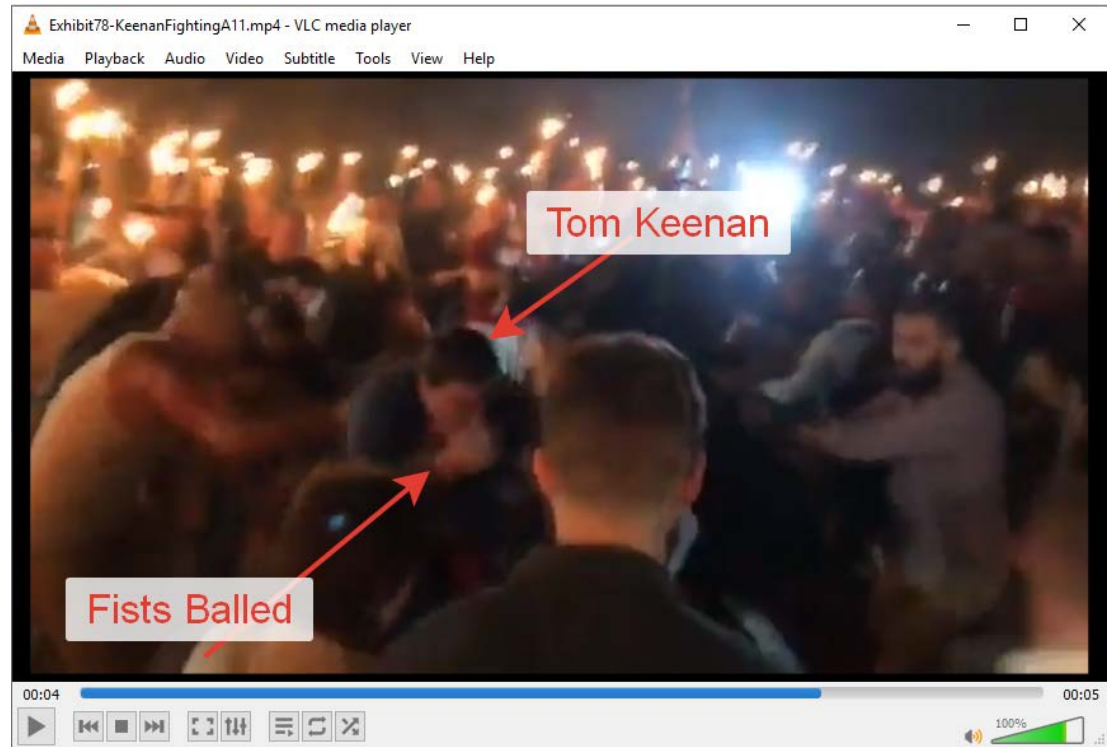 Exhibit78-KeenanFightingA11.mp4 - VLC media player
Media Playback Audio Video Subtitle Tools View Help
Tom Keenan
Fists Balled
00:04
00:05
100%